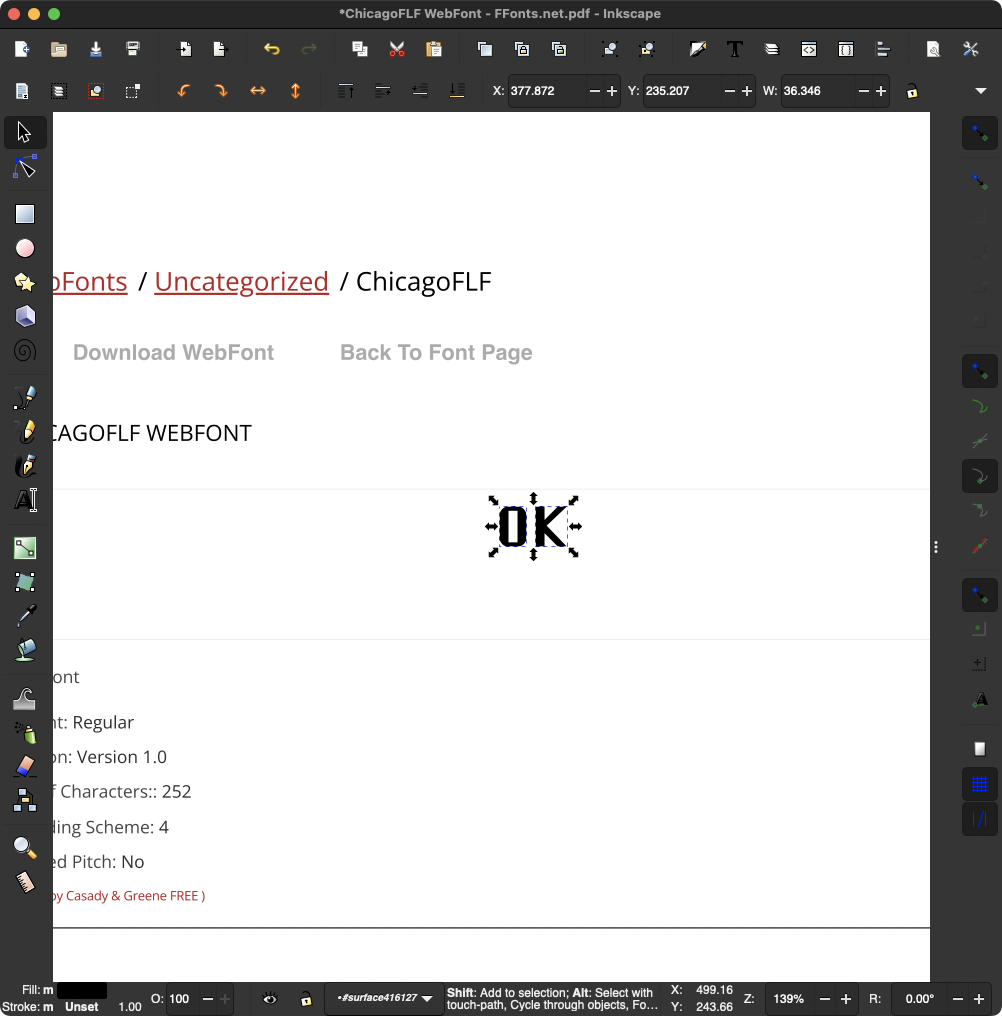 *ChicagoFLF WebFont - FFonts.net.pdf - Inkscape
X: 377.872 Y: 235.207 W: 36.346
bFonts / Uncategorized / ChicagoFLF
Download WebFont Back To Font Page
CAGOFLF WEBFONT
OK
ont
nt: Regular
on: Version 1.0
f Characters:: 252
ding Scheme: 4
ed Pitch: No
by Casady & Greene FREE )
Fill: m
Stroke: m Unset 1.00
O: 100
•#surface416127
Shift: Add to selection; Alt: Select with
touch-path, Cycle through objects, Fo...
X: 499.16
Y: 243.66
Z: 139%
R: 0.00°